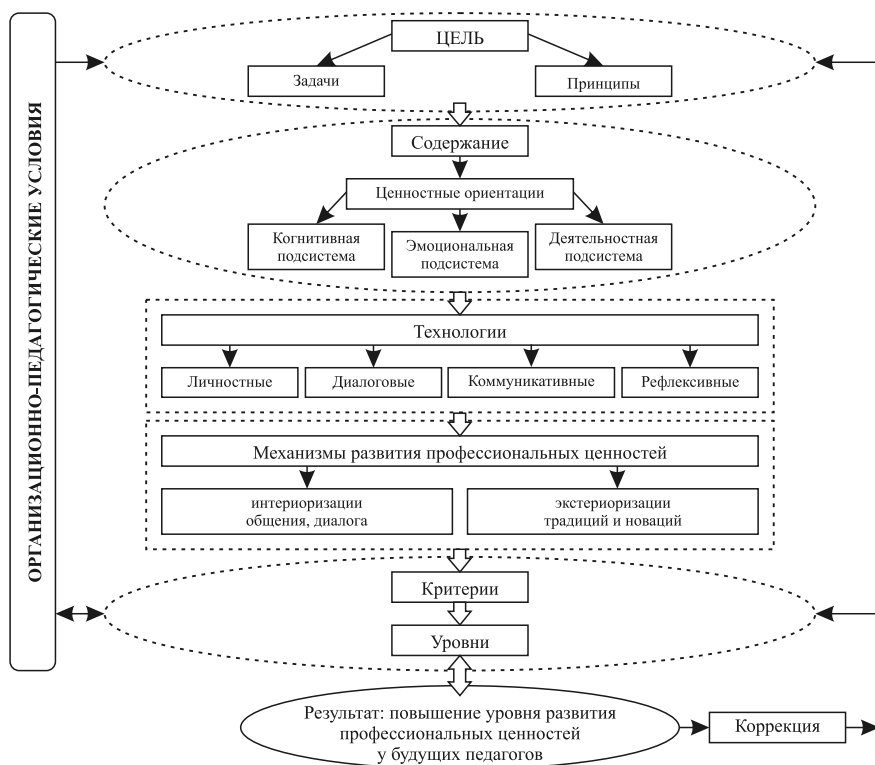 ОРГАНИЗАЦИОННО-ПЕДАГОГИЧЕСКИЕ УСЛОВИЯ
ЦЕЛЬ
Задачи
Принципы
Содержание
Ценностные ориентации
Когнитивная
подсистема
Эмоциональная
подсистема
Деятельностная
подсистема
Технологии
Личностные
Диалоговые
Коммуникативные
Рефлексивные
Механизмы развития профессиональных ценностей
интериоризации
общения, диалога
экстериоризации
традиций и новаций
Критерии
Уровни
Результат: повышение уровня развития
профессиональных ценностей
у будущих педагогов
Коррекция